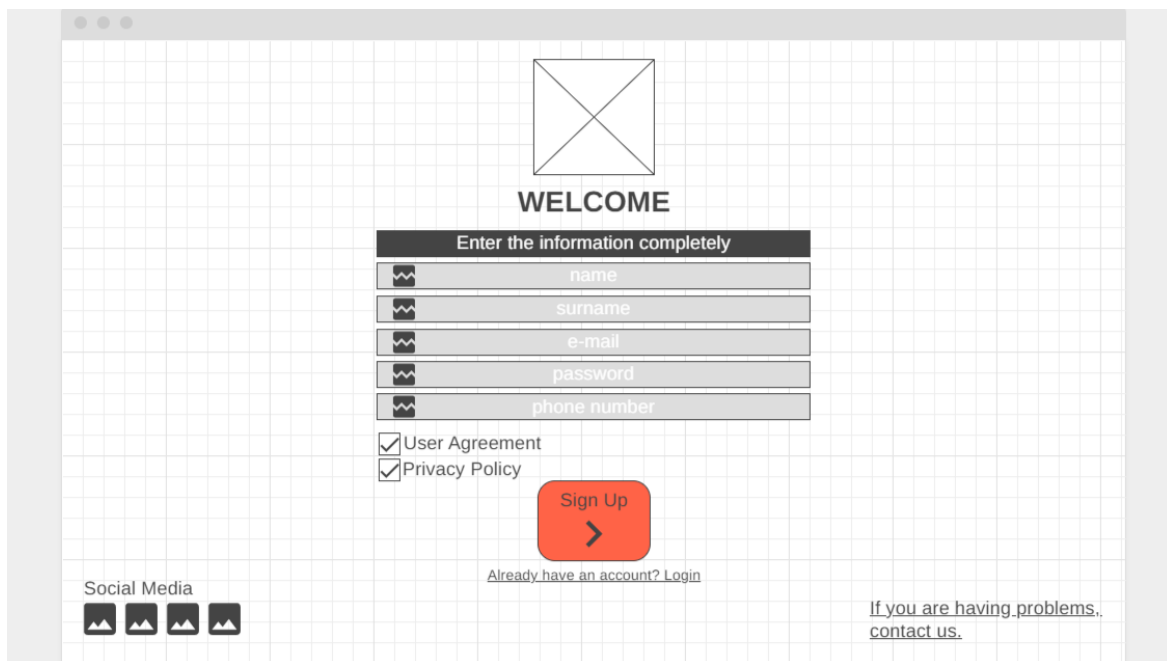 WELCOME
Enter the information completely
name
surname
e-mail
password
phone number
User Agreement
Privacy Policy
Sign Up
Already have an account? Login
Social Media
If you are having problems,
contact us.